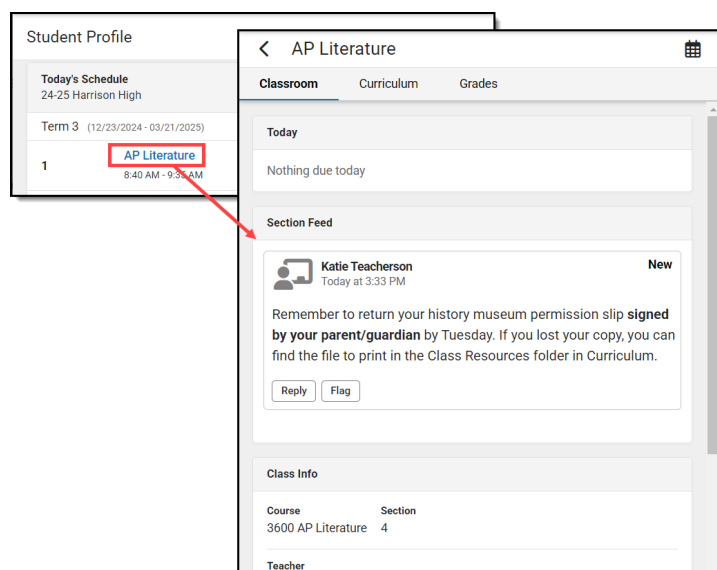 Student Profile
Today's Schedule
24-25 Harrison High
Term 3 (12/23/2024 - 03/21/2025)
1
AP Literature
8:40 AM - 9:35 AM
AP Literature
Classroom Curriculum Grades
Today
Nothing due today
Section Feed
Katie Teacherson
New
Today at 3:33 PM
Remember to return your history museum permission slip signed
by your parent/guardian by Tuesday. If you lost your copy, you can
find the file to print in the Class Resources folder in Curriculum.
Reply Flag
Class Info
Course Section
3600 AP Literature 4
Teacher